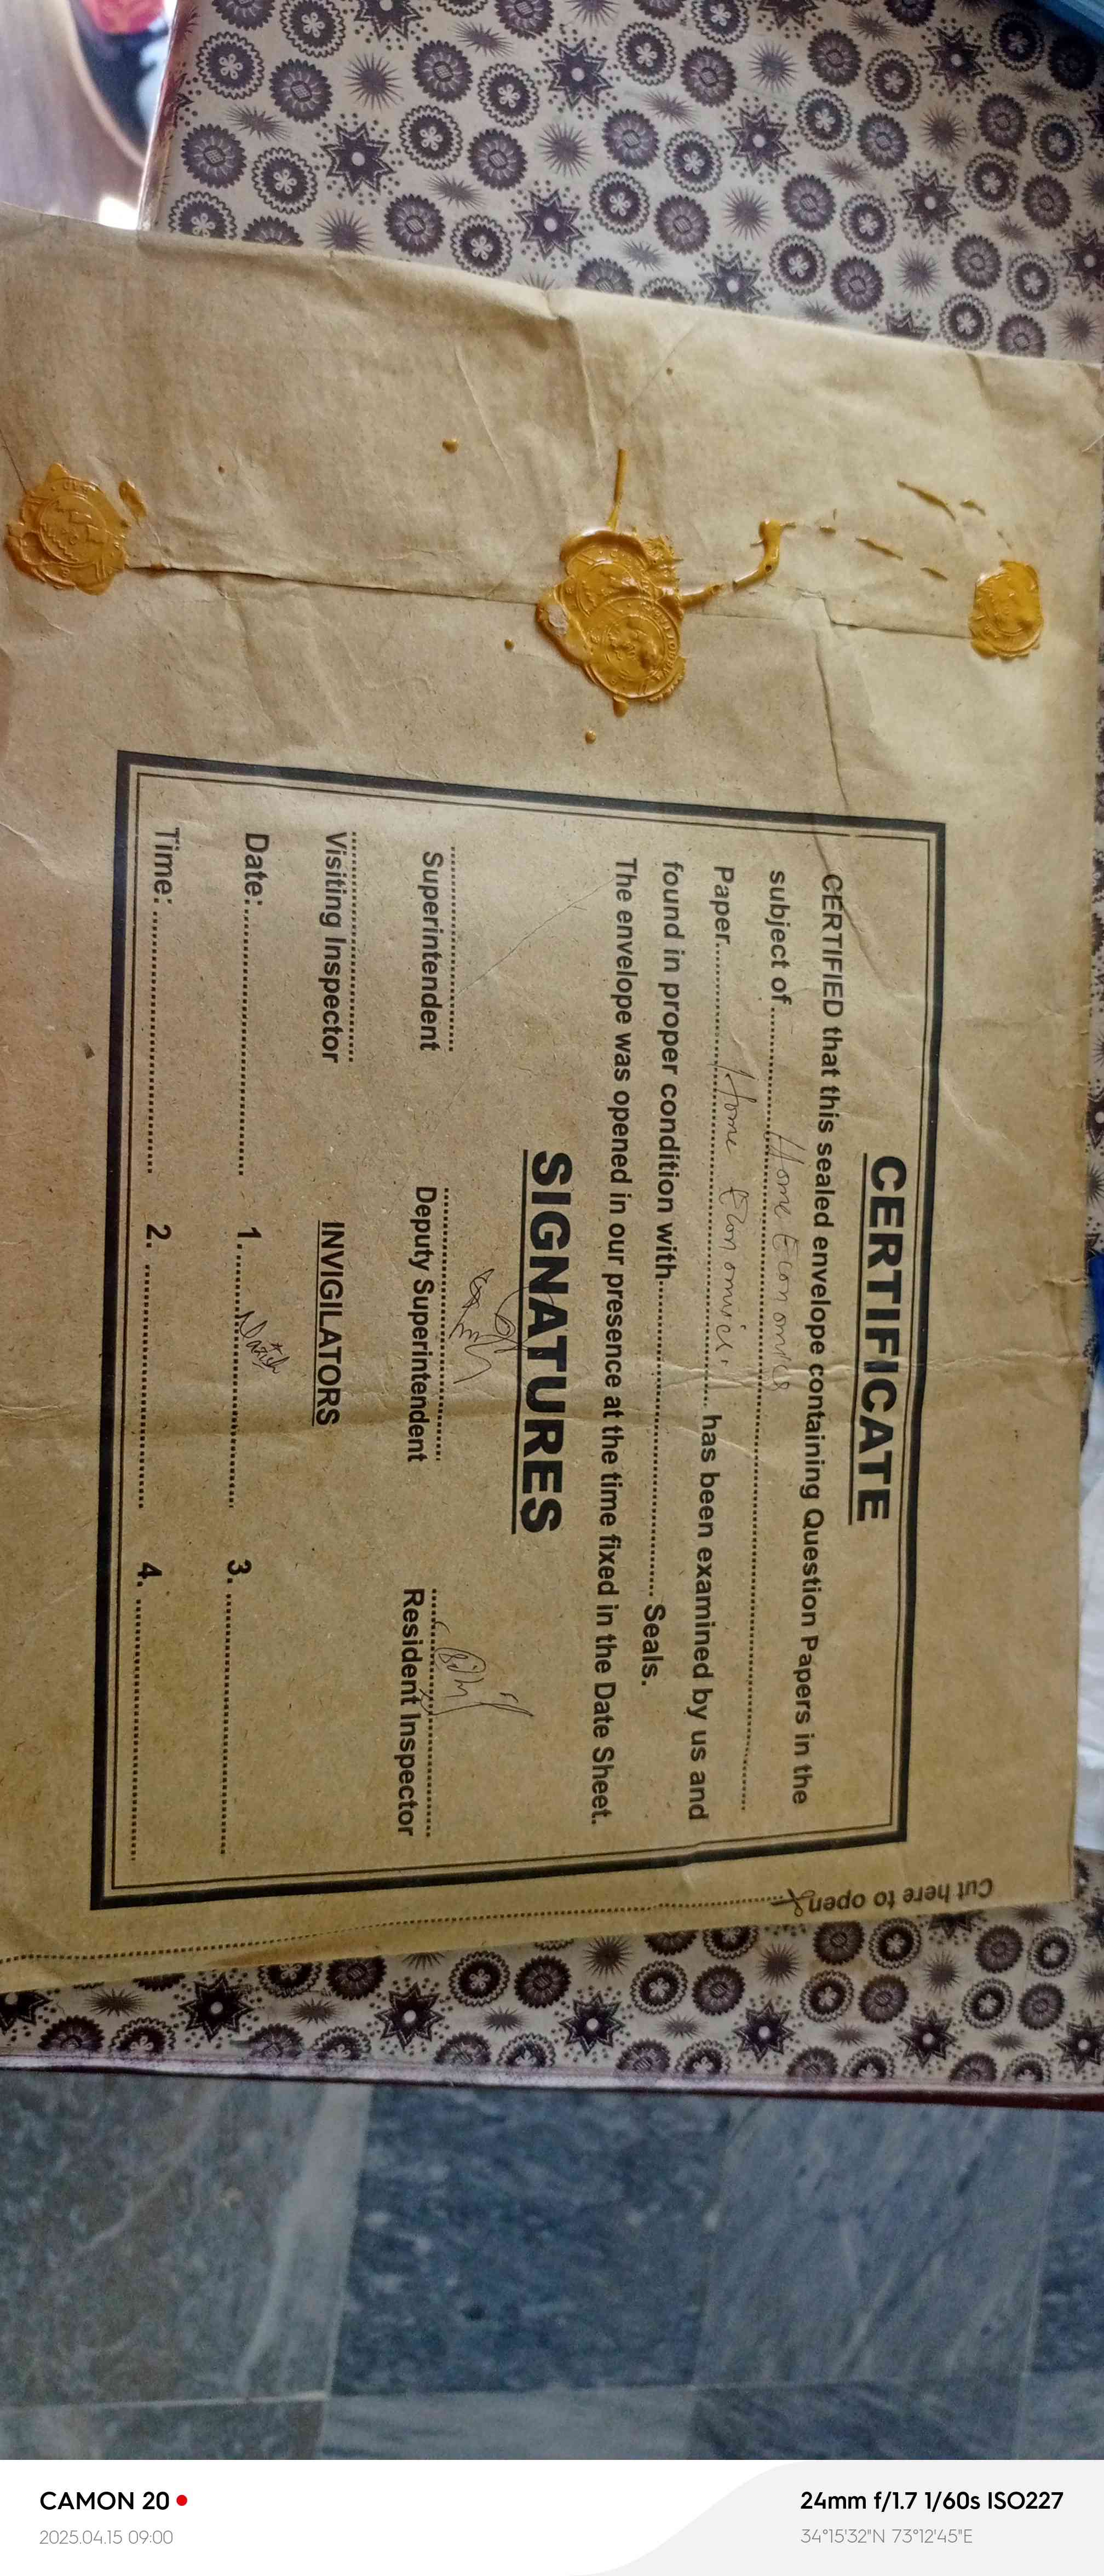 CERTIFICATE
CERTIFIED that this sealed envelope containing Question Papers in the
subject of.......Home Economics.......
Paper.......Home Economics....... has been examined by us and
found in proper condition with.............. Seals.
The envelope was opened in our presence at the time fixed in the Date Sheet.
SIGNATURES
Superintendent Deputy Superintendent Resident Inspector
Visiting Inspector INVIGILATORS
Date:.............. 1............... 3...............
Time:.............. 2............... 4...............
Cut here to open
CAMON 20
2025.04.15 09:00
24mm f/1.7 1/60s ISO227
34°15'32"N 73°12'45"E